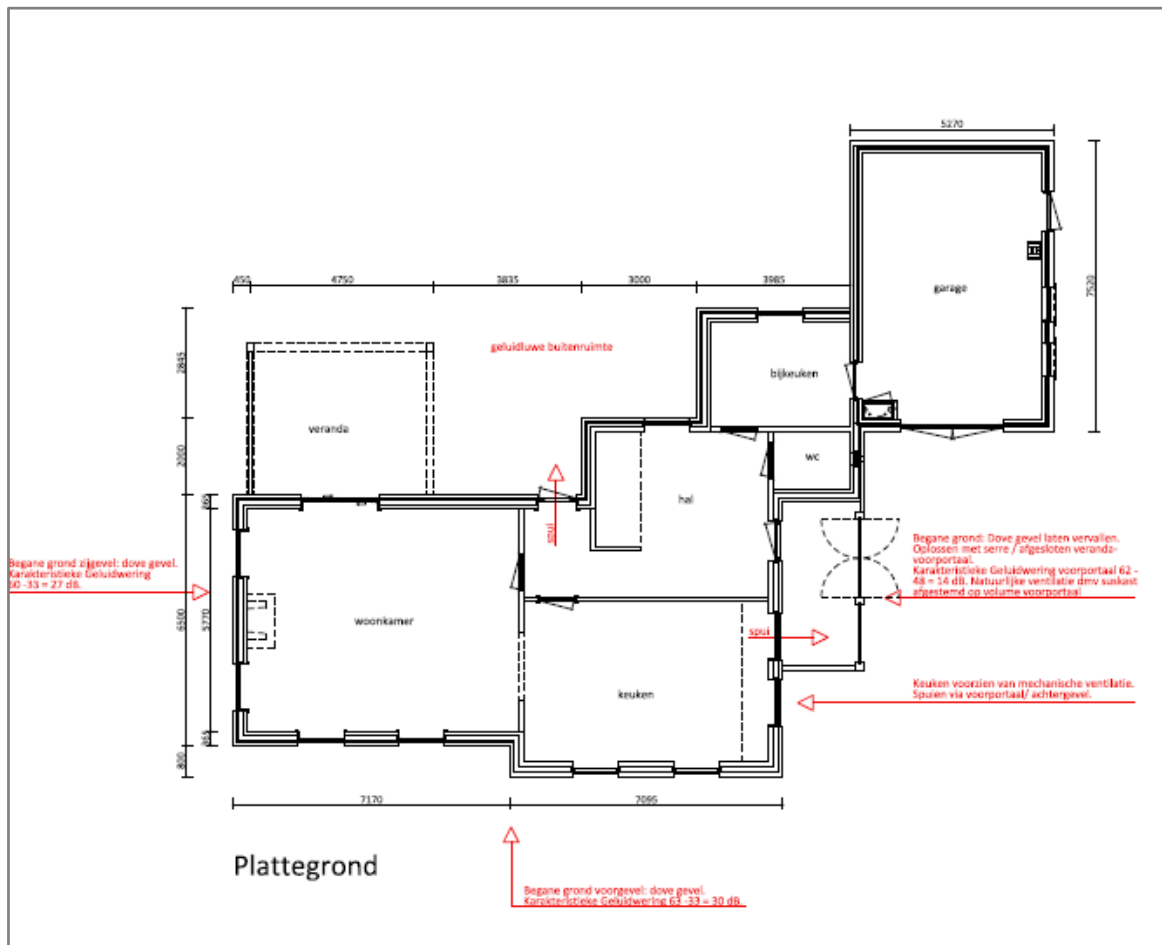 5270
450
4750
3835
3000
3985
garage
7520
geluidluwe buitenruimte
2845
bijkeuken
veranda
2000
wc
hal
365
spui
Begane grond zijgevel: dove gevel.
Karakteristieke Geluidwering
60 -33 = 27 dB.
Begane grond: Dove gevel laten vervallen.
Oplossen met serre / afgesloten veranda-
voorportaal.
Karakteristieke Geluidwering voorportaal 62 -
48 = 14 dB. Natuurlijke ventilatie dmv suskast
afgestemd op volume voorportaal
6500
5770
woonkamer
spui
keuken
Keuken voorzien van mechanische ventilatie.
Spuien via voorportaal/ achtergevel.
365
800
7170
7095
Plattegrond
Begane grond voorgevel: dove gevel.
Karakteristieke Geluidwering 63 -33 = 30 dB.